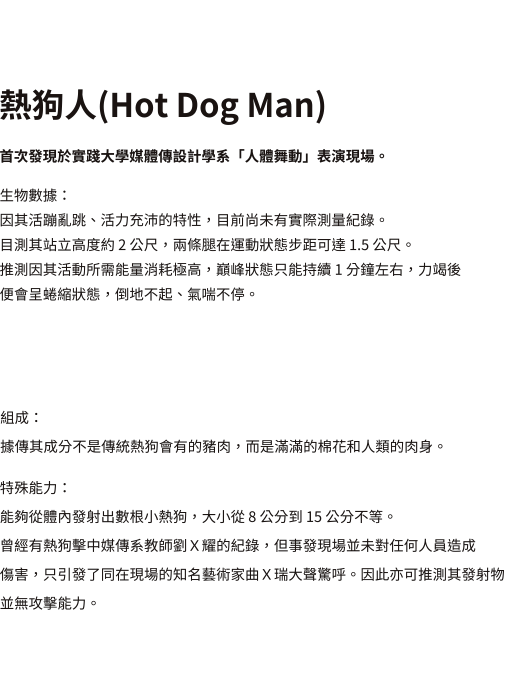 熱狗人(Hot Dog Man)
首次發現於實踐大學媒體傳設計學系「人體舞動」表演現場。
生物數據：
因其活蹦亂跳、活力充沛的特性，目前尚未有實際測量紀錄。
目測其站立高度約 2 公尺，兩條腿在運動狀態步距可達 1.5 公尺。
推測因其活動所需能量消耗極高，巔峰狀態只能持續 1 分鐘左右，力竭後
便會呈蜷縮狀態，倒地不起、氣喘不停。
組成：
據傳其成分不是傳統熱狗會有的豬肉，而是滿滿的棉花和人類的肉身。
特殊能力：
能夠從體內發射出數根小熱狗，大小從 8 公分到 15 公分不等。
曾經有熱狗擊中媒傳系教師劉Ｘ耀的紀錄，但事發現場並未對任何人員造成
傷害，只引發了同在現場的知名藝術家曲Ｘ瑞大聲驚呼。因此亦可推測其發射物
並無攻擊能力。